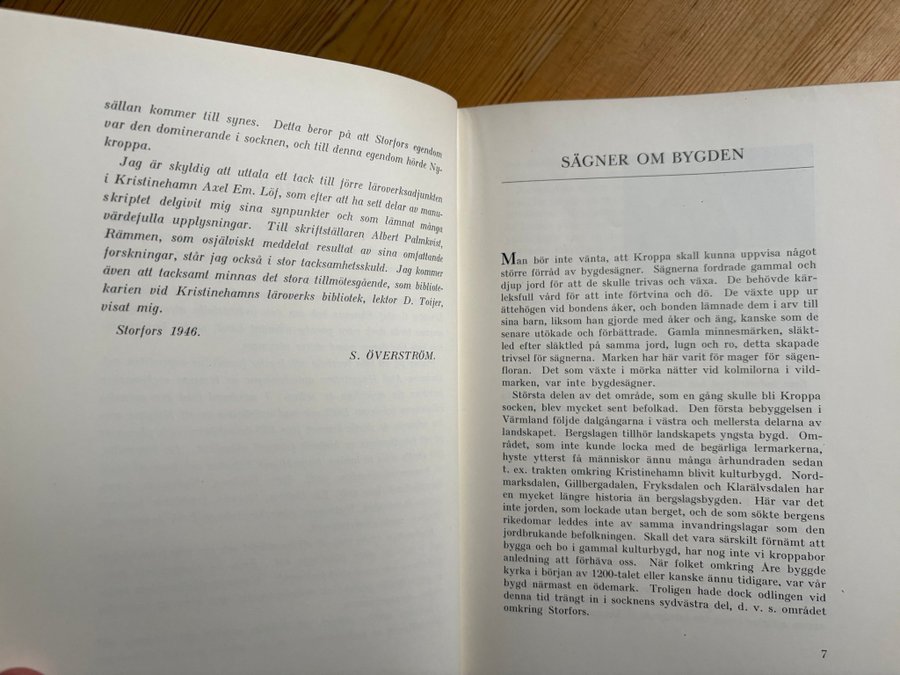 sällan kommer till synes. Detta beror på att Storfors egendom
var den dominerande i socknen, och till denna egendom hörde Ny-
kroppa.
Jag är skyldig att uttala ett tack till förre läroverksadjunkten
i Kristinehamn Axel Em. Löf, som efter att ha sett delar av manu-
skriptet delgivit mig sina synpunkter och som lämnat många
värdefulla upplysningar. Till skriftställaren Albert Palmkvist,
Rämmen, som osjälviskt meddelat resultat av sina omfattande
forskningar, står jag också i stor tacksamhetsskuld. Jag kommer
även att tacksamt minnas det stora tillmötesgående, som bibliote-
karien vid Kristinehamns läroverks bibliotek, lektor D. Toijer,
visat mig.
Storfors 1946.
S. ÖVERSTRÖM.
SÄGNER OM BYGDEN
Man bör inte vänta, att Kroppa skall kunna uppvisa något
större förråd av bygdesägner. Sägnerna fordrade gammal och
djup jord för att de skulle trivas och växa. De behövde kär-
leksfull vård för att inte förtvina och dö. De växte upp ur
ättehögen vid bondens åker, och bonden lämnade dem i arv till
sina barn, liksom han gjorde med åker och äng, kanske som de
senare utökade och förbättrade. Gamla minnesmärken, släkt-
led efter släktled på samma jord, lugn och ro, detta skapade
trivsel för sägnerna. Marken har här varit för mager för sägen-
floran. Det som växte i mörka nätter vid kolmilorna i vild-
marken, var inte bygdesägner.
Största delen av det område, som en gång skulle bli Kroppa
socken, blev mycket sent befolkad. Den första bebyggelsen i
Värmland följde dalgångarna i västra och mellersta delarna av
landskapet. Bergslagen tillhör landskapets yngsta bygd. Om-
rådet, som inte kunde locka med de begärliga lermarkerna,
hyste ytterst få människor ännu många århundraden sedan
t. ex. trakten omkring Kristinehamn blivit kulturbygd. Nord-
marksdalen, Gillbergadalen, Fryksdalen och Klarälvsdalen har
en mycket längre historia än bergslagsbygden. Här var det
inte jorden, som lockade utan berget, och de som sökte bergens
rikedomar leddes inte av samma invandringslagar som den
jordbrukande befolkningen. Skall det vara särskilt förnämt att
bygga och bo i gammal kulturbygd, har nog inte vi kroppabor
anledning att förhäva oss. När folket omkring Åre byggde
kyrka i början av 1200-talet eller kanske ännu tidigare, var vår
bygd närmast en ödemark. Troligen hade dock odlingen vid
denna tid trängt in i socknens sydvästra del, d. v. s. området
omkring Storfors.
7